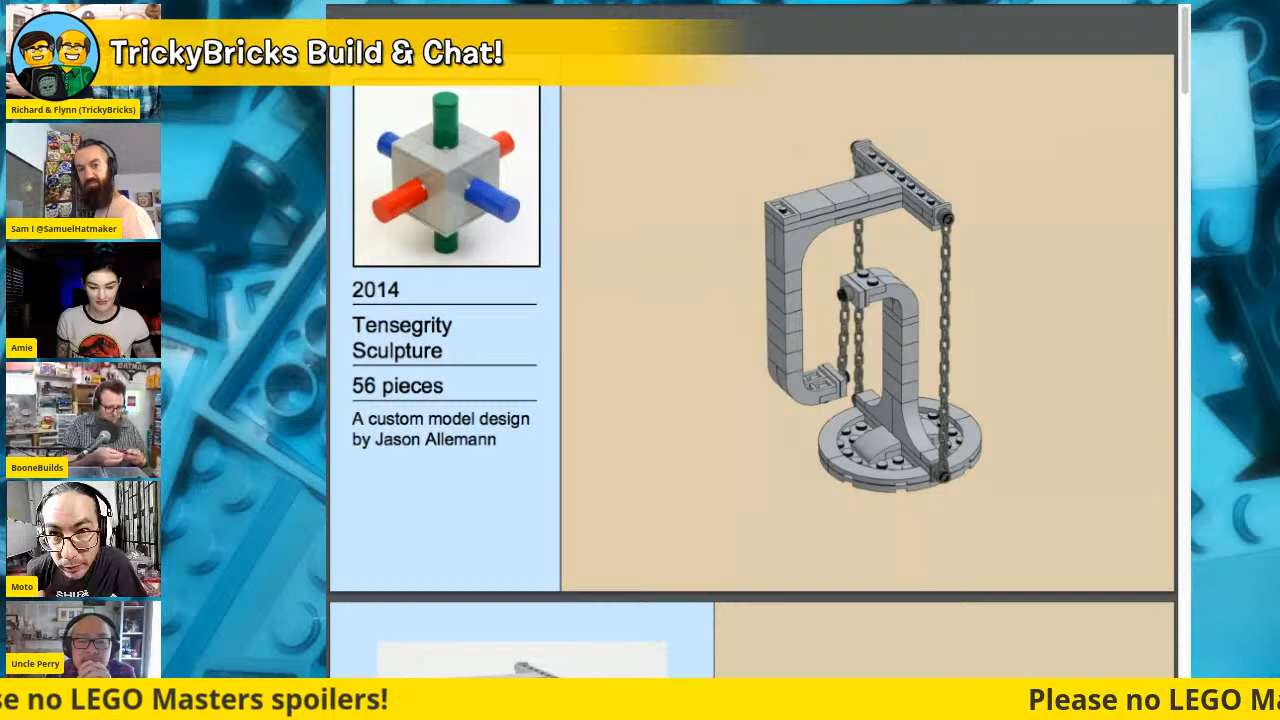 TrickyBricks Build & Chat!
Richard & Flynn (TrickyBricks)
Sam I @SamuelHatmaker
Amie
BooneBuilds
Moto
Uncle Perry
2014
Tensegrity
Sculpture
56 pieces
A custom model design
by Jason Allemann
se no LEGO Masters spoilers!
Please no LEGO Ma